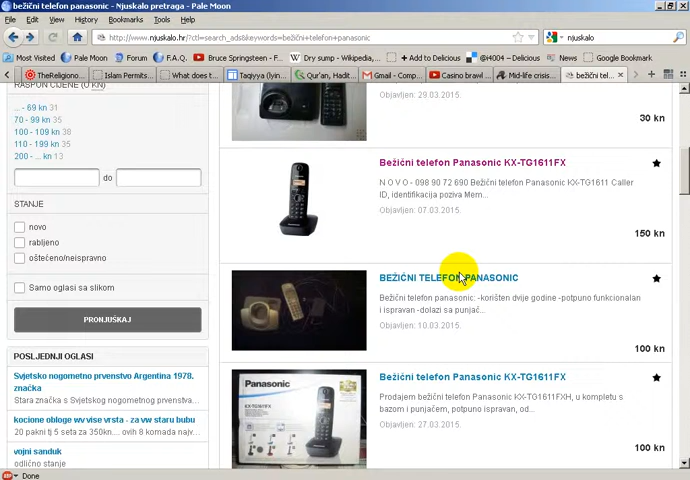 bežični telefon panasonic - Njuskalo pretraga - Pale Moon
File Edit View History Bookmarks Tools Help
http://www.njuskalo.hr/?ctl=search_ads&keywords=bežični+telefon+panasonic
njuskalo
Most Visited Pale Moon Forum F.A.Q. Bruce Springsteen - Fr... Wiki Dry sump - Wikipedia, ... + Add to Delicious @i4004 – Delicious News Google Bookmark
TheReligiono... Islam Permits... What does t... Taqiyya (lyin... Qur'an, Hadit... Gmail - Comp... Casino brawl ... Mid-life crisis... bežični tel...
RASPON CIJENE (U KN)
... - 69 kn 31
70 - 99 kn 35
100 - 109 kn 38
110 - 199 kn 35
200 - ... kn 13
do
STANJE
novo
rabljeno
oštećeno/neispravno
Samo oglasi sa slikom
PRONJUŠKAJ
POSLJEDNJI OGLASI
Svjetsko nogometno prvenstvo Argentina 1978.
značka
Stara značka s Svjetskog nogometnog prvenstva...
kocione obloge wv vise vrsta - za vw staru bubu
20 pakni tj 5 seta za 350kn.... ovih 8 komada najv...
vojni sanduk
odlično stanje
Objavljen: 29.03.2015.
30 kn
Bežični telefon Panasonic KX-TG1611FX
N O V O - 098 90 72 690 Bežični telefon Panasonic KX-TG1611 Caller
ID, identifikacija poziva Mem...
Objavljen: 07.03.2015.
150 kn
BEŽIČNI TELEFON PANASONIC
Bežični telefon panasonic: -korišten dvije godine -potpuno funkcionalan
i ispravan -dolazi sa punjač...
Objavljen: 10.03.2015.
100 kn
Panasonic
Bežični telefon Panasonic KX-TG1611FX
Prodajem bežični telefon Panasonic KX-TG1611FXH, u kompletu s
bazom i punjačem, potpuno ispravan, od...
Objavljen: 27.03.2015.
100 kn
Done